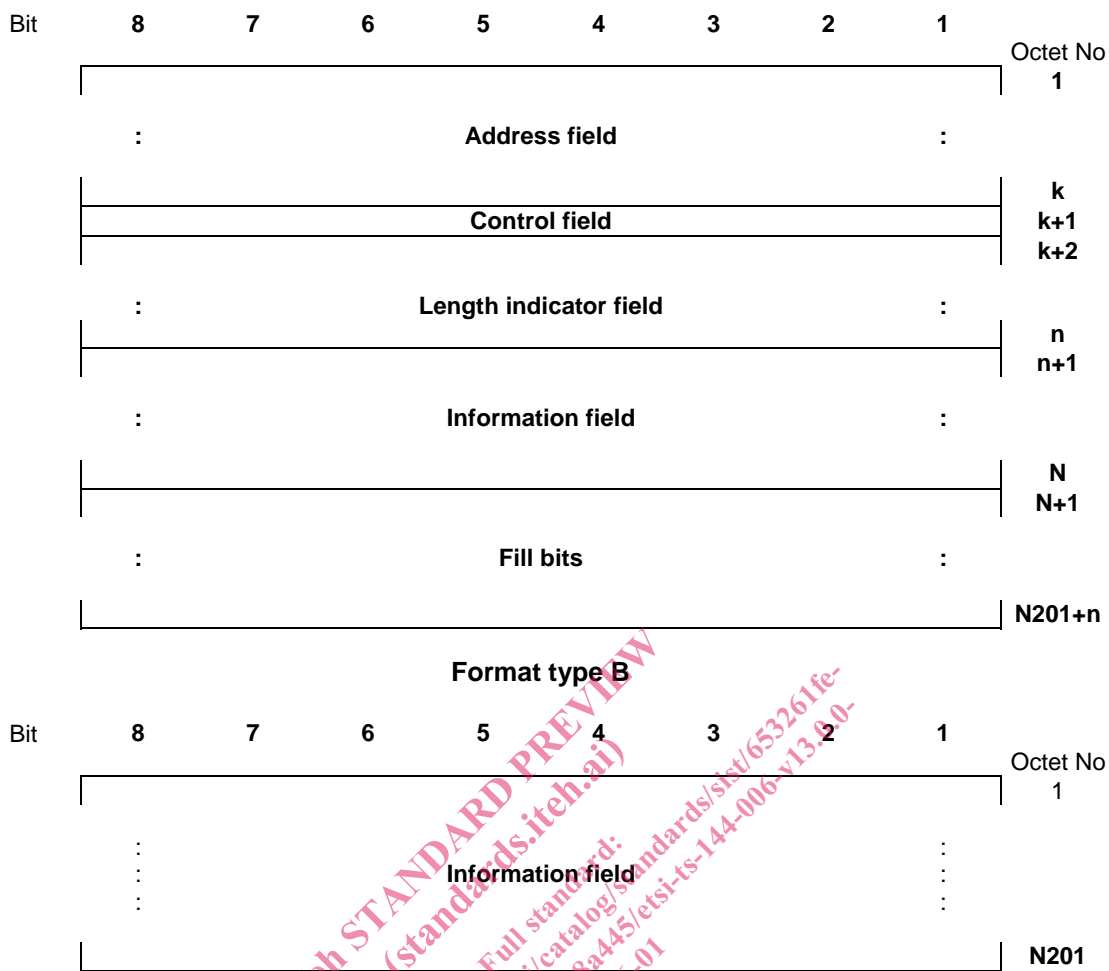 Bit 8 7 6 5 4 3 2 1
Octet No
1
: Address field :
k
Control field k+1
k+2
: Length indicator field :
n
n+1
: Information field :
N
N+1
: Fill bits :
N201+n
Format type B
Bit 8 7 6 5 4 3 2 1
Octet No
1
: :
: Information field :
: :
N201
STANDARD PREVIEW
(standards.iteh.ai)
Full standard: